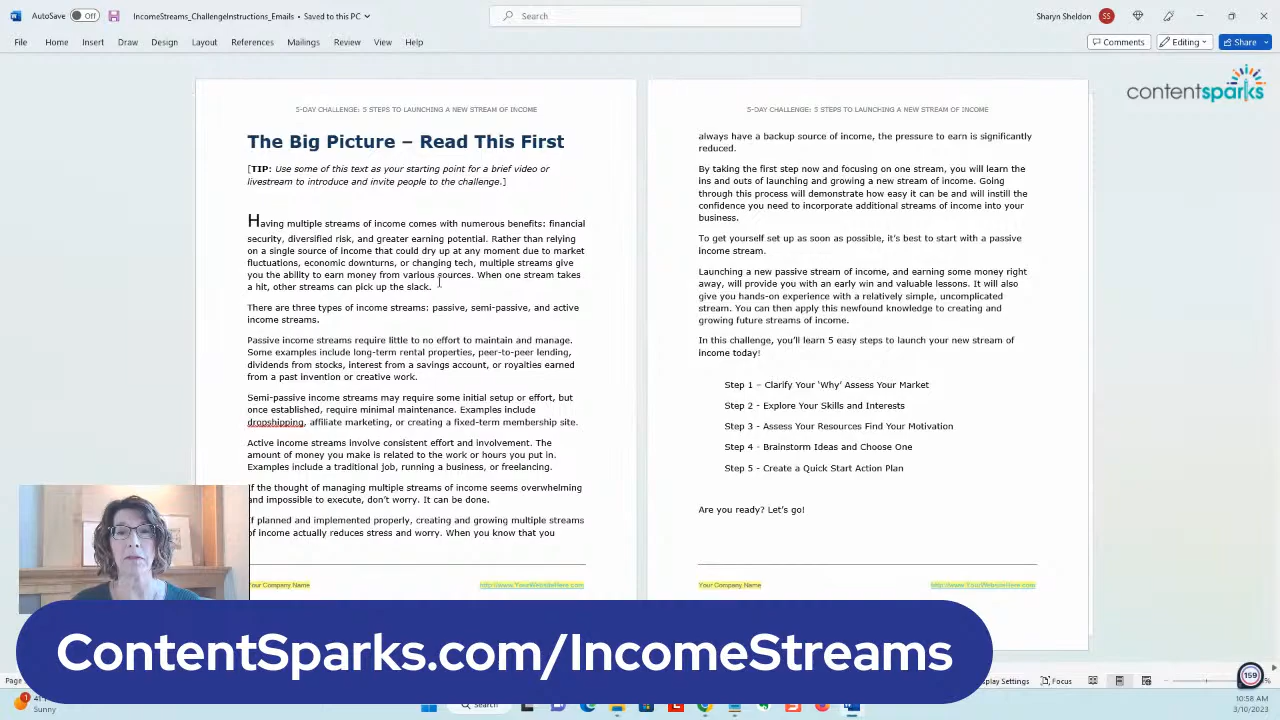 AutoSave Off IncomeStreams_ChallengeInstructions_Emails • Saved to this PC Search Sharyn Sheldon SS
File Home Insert Draw Design Layout References Mailings Review View Help Comments Editing Share
contentsparks
5-DAY CHALLENGE: 5 STEPS TO LAUNCHING A NEW STREAM OF INCOME
The Big Picture – Read This First
[TIP: Use some of this text as your starting point for a brief video or
livestream to introduce and invite people to the challenge.]
Having multiple streams of income comes with numerous benefits: financial
security, diversified risk, and greater earning potential. Rather than relying
on a single source of income that could dry up at any moment due to market
fluctuations, economic downturns, or changing tech, multiple streams give
you the ability to earn money from various sources. When one stream takes
a hit, other streams can pick up the slack.
There are three types of income streams: passive, semi-passive, and active
income streams.
Passive income streams require little to no effort to maintain and manage.
Some examples include long-term rental properties, peer-to-peer lending,
dividends from stocks, interest from a savings account, or royalties earned
from a past invention or creative work.
Semi-passive income streams may require some initial setup or effort, but
once established, require minimal maintenance. Examples include
dropshipping, affiliate marketing, or creating a fixed-term membership site.
Active income streams involve consistent effort and involvement. The
amount of money you make is related to the work or hours you put in.
Examples include a traditional job, running a business, or freelancing.
If the thought of managing multiple streams of income seems overwhelming
and impossible to execute, don't worry. It can be done.
If planned and implemented properly, creating and growing multiple streams
of income actually reduces stress and worry. When you know that you
Your Company Name http://www.YourWebsiteHere.com
5-DAY CHALLENGE: 5 STEPS TO LAUNCHING A NEW STREAM OF INCOME
always have a backup source of income, the pressure to earn is significantly
reduced.
By taking the first step now and focusing on one stream, you will learn the
ins and outs of launching and growing a new stream of income. Going
through this process will demonstrate how easy it can be and will instill the
confidence you need to incorporate additional streams of income into your
business.
To get yourself set up as soon as possible, it's best to start with a passive
income stream.
Launching a new passive stream of income, and earning some money right
away, will provide you with an early win and valuable lessons. It will also
give you hands-on experience with a relatively simple, uncomplicated
stream. You can then apply this newfound knowledge to creating and
growing future streams of income.
In this challenge, you'll learn 5 easy steps to launch your new stream of
income today!
Step 1 – Clarify Your 'Why' Assess Your Market
Step 2 - Explore Your Skills and Interests
Step 3 - Assess Your Resources Find Your Motivation
Step 4 - Brainstorm Ideas and Choose One
Step 5 - Create a Quick Start Action Plan
Are you ready? Let's go!
Your Company Name http://www.YourWebsiteHere.com
ContentSparks.com/IncomeStreams
Settings Focus 159
Sunny Search 10:58 AM
3/10/2023